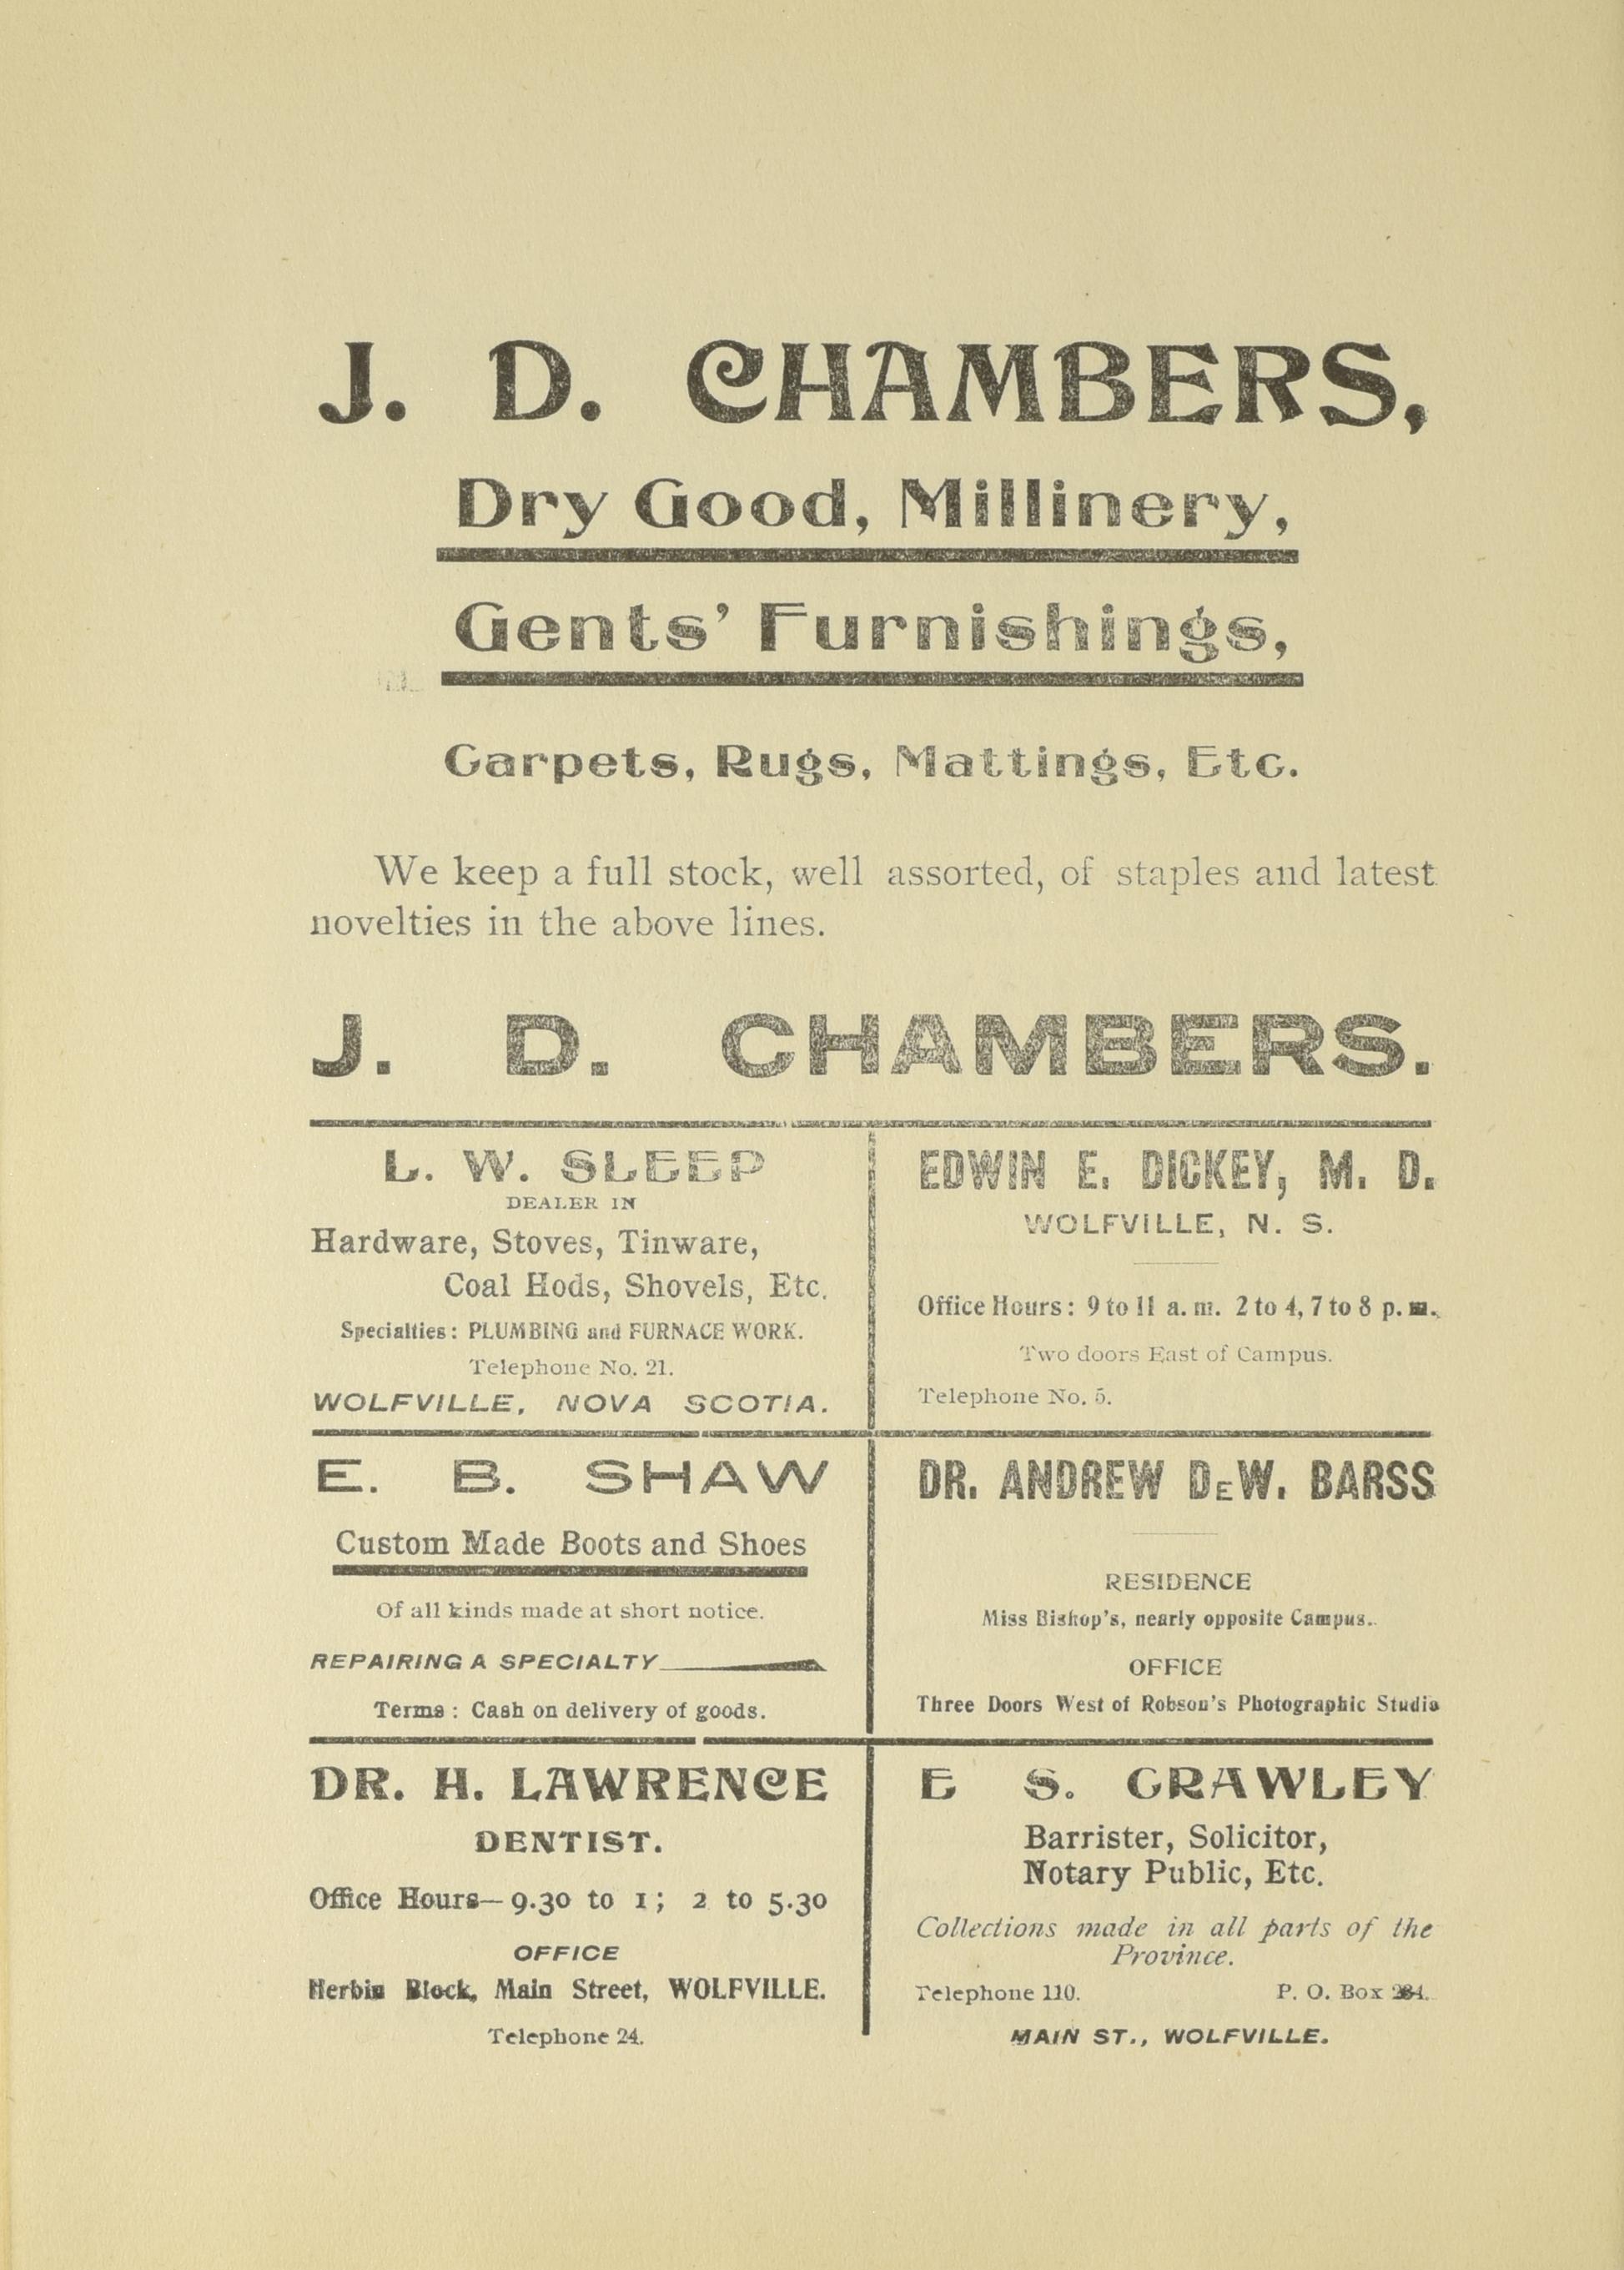 J. D. CHAMBERS,
Dry Good, Millinery,
Gents' Furnishings,
Carpets, Rugs, Mattings, Etc.
We keep a full stock, well assorted, of staples and latest
novelties in the above lines.
J. D. CHAMBERS.
L. W. SLEEP
DEALER IN
Hardware, Stoves, Tinware,
Coal Hods, Shovels, Etc.
Specialties: PLUMBING and FURNACE WORK.
Telephone No. 21.
WOLFVILLE, NOVA SCOTIA.
EDWIN E. DICKEY, M. D.
WOLFVILLE, N. S.
Office Hours: 9 to 11 a. m. 2 to 4, 7 to 8 p. m.
Two doors East of Campus.
Telephone No. 5.
E. B. SHAW
Custom Made Boots and Shoes
Of all kinds made at short notice.
REPAIRING A SPECIALTY
Terms: Cash on delivery of goods.
DR. ANDREW DEW. BARSS
RESIDENCE
Miss Bishop's, nearly opposite Campus.
OFFICE
Three Doors West of Robson's Photographic Studio
DR. H. LAWRENCE
DENTIST.
Office Hours—9.30 to 1; 2 to 5.30
OFFICE
Herbin Block, Main Street, WOLFVILLE.
Telephone 24.
E S. CRAWLEY
Barrister, Solicitor,
Notary Public, Etc.
Collections made in all parts of the
Province.
Telephone 110. P. O. Box
MAIN ST., WOLFVILLE.